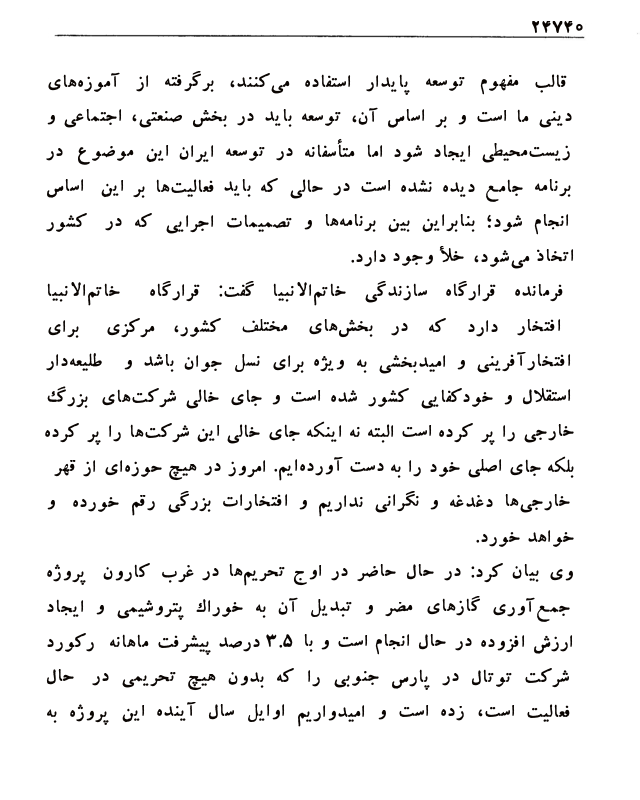 ۲۴۷۴۰
قالب مفهوم توسعه پایدار استفاده می‌کنند، برگرفته از آموزه‌های
دینی ما است و بر اساس آن، توسعه باید در بخش صنعتی، اجتماعی و
زیست‌محیطی ایجاد شود اما متأسفانه در توسعه ایران این موضوع در
برنامه جامع دیده نشده است در حالی که باید فعالیت‌ها بر این اساس
انجام شود؛ بنابراین بین برنامه‌ها و تصمیمات اجرایی که در کشور
اتخاذ می‌شود، خلأ وجود دارد.
فرمانده قرارگاه سازندگی خاتم‌الانبیا گفت: قرارگاه خاتم‌الانبیا
افتخار دارد که در بخش‌های مختلف کشور، مرکزی برای
افتخارآفرینی و امیدبخشی به ویژه برای نسل جوان باشد و طلیعه‌دار
استقلال و خودکفایی کشور شده است و جای خالی شرکت‌های بزرگ
خارجی را پر کرده است البته نه اینکه جای خالی این شرکت‌ها را پر کرده
بلکه جای اصلی خود را به دست آورده‌ایم. امروز در هیچ حوزه‌ای از قهر
خارجی‌ها دغدغه و نگرانی نداریم و افتخارات بزرگی رقم خورده و
خواهد خورد.
وی بیان کرد: در حال حاضر در اوج تحریم‌ها در غرب کارون پروژه
جمع‌آوری گازهای مضر و تبدیل آن به خوراك پتروشیمی و ایجاد
ارزش افزوده در حال انجام است و با ۳.۵ درصد پیشرفت ماهانه رکورد
شرکت توتال در پارس جنوبی را که بدون هیچ تحریمی در حال
فعالیت است، زده است و امیدواریم اوایل سال آینده این پروژه به